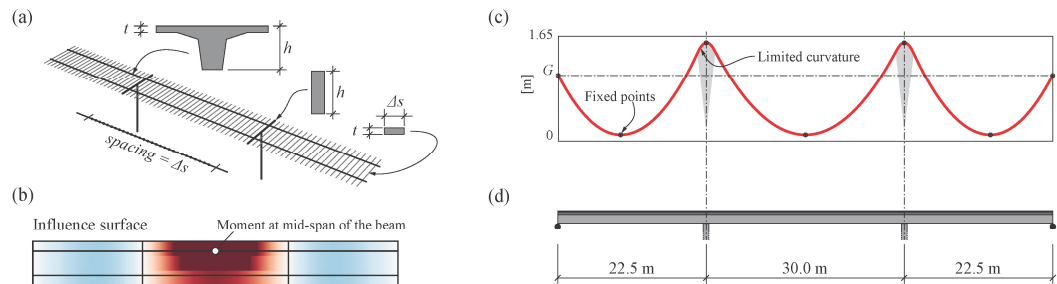 (a)
t
h
h
Δs
t
spacing = Δs
(b)
Influence surface
Moment at mid-span of the beam
(c)
1.65
Limited curvature
G
[m]
Fixed points
0
(d)
22.5 m
30.0 m
22.5 m